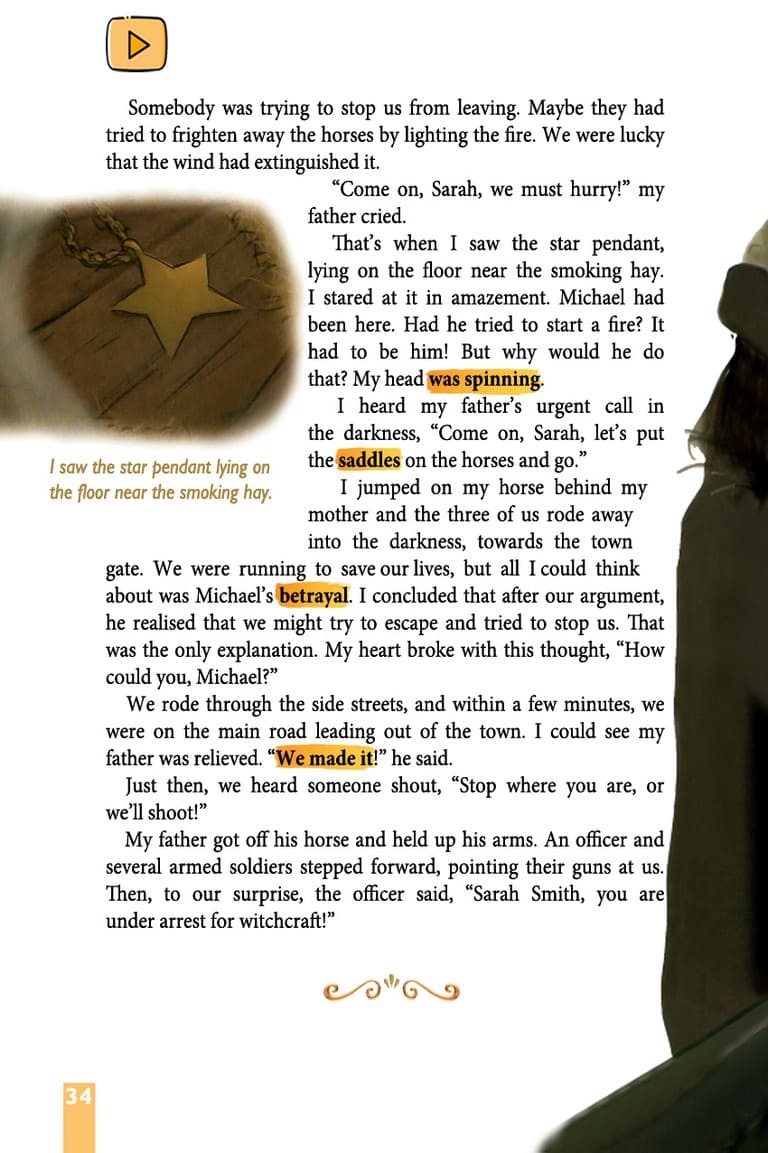 Somebody was trying to stop us from leaving. Maybe they had
tried to frighten away the horses by lighting the fire. We were lucky
that the wind had extinguished it.
“Come on, Sarah, we must hurry!” my
father cried.
That’s when I saw the star pendant,
lying on the floor near the smoking hay.
I stared at it in amazement. Michael had
been here. Had he tried to start a fire? It
had to be him! But why would he do
that? My head was spinning.
I heard my father’s urgent call in
the darkness, “Come on, Sarah, let’s put
the saddles on the horses and go.”
I saw the star pendant lying on
the floor near the smoking hay.
I jumped on my horse behind my
mother and the three of us rode away
into the darkness, towards the town
gate. We were running to save our lives, but all I could think
about was Michael’s betrayal. I concluded that after our argument,
he realised that we might try to escape and tried to stop us. That
was the only explanation. My heart broke with this thought, “How
could you, Michael?”
We rode through the side streets, and within a few minutes, we
were on the main road leading out of the town. I could see my
father was relieved. “We made it!” he said.
Just then, we heard someone shout, “Stop where you are, or
we’ll shoot!”
My father got off his horse and held up his arms. An officer and
several armed soldiers stepped forward, pointing their guns at us.
Then, to our surprise, the officer said, “Sarah Smith, you are
under arrest for witchcraft!”
34